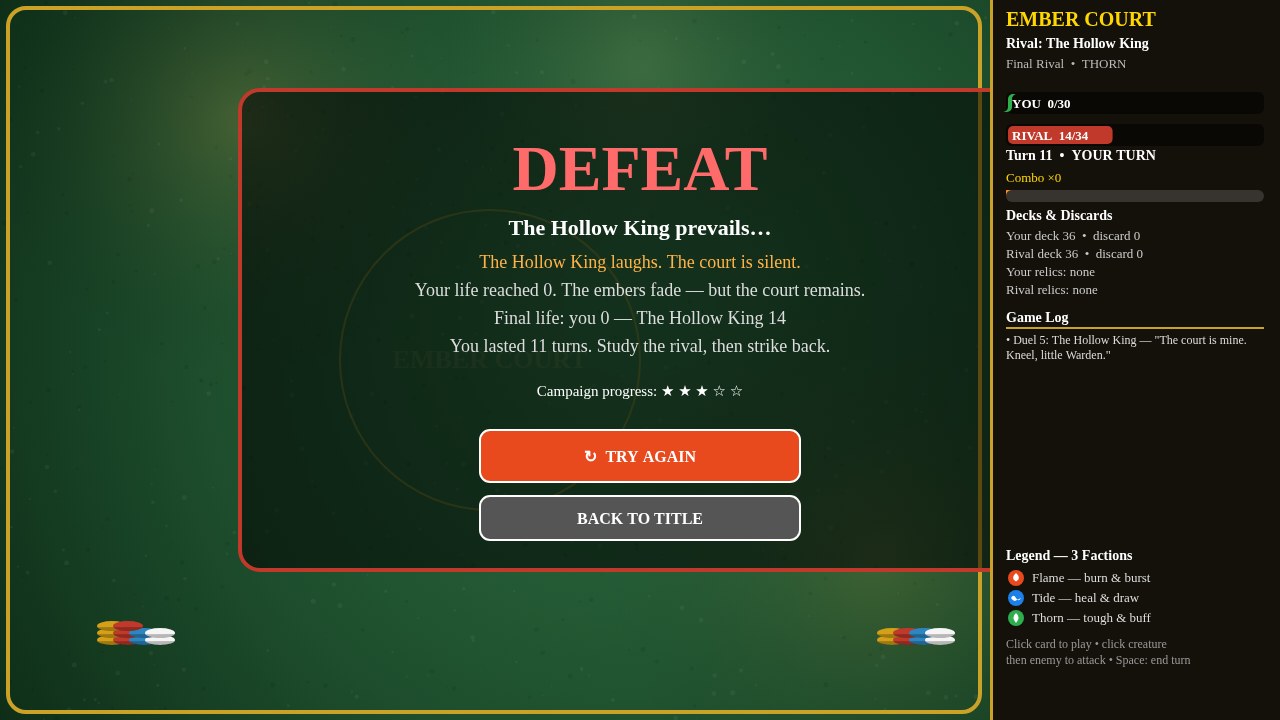 DEFEAT
The Hollow King prevails…
The Hollow King laughs. The court is silent.
Your life reached 0. The embers fade — but the court remains.
Final life: you 0 — The Hollow King 14
You lasted 11 turns. Study the rival, then strike back.
EMBER COURT
Campaign progress: ★ ★ ★ ☆ ☆
↻ TRY AGAIN
BACK TO TITLE
EMBER COURT
Rival: The Hollow King
Final Rival • THORN
YOU 0/30
RIVAL 14/34
Turn 11 • YOUR TURN
Combo ×0
Decks & Discards
Your deck 36 • discard 0
Rival deck 36 • discard 0
Your relics: none
Rival relics: none
Game Log
• Duel 5: The Hollow King — "The court is mine.
Kneel, little Warden."
Legend — 3 Factions
Flame — burn & burst
Tide — heal & draw
Thorn — tough & buff
Click card to play • click creature
then enemy to attack • Space: end turn